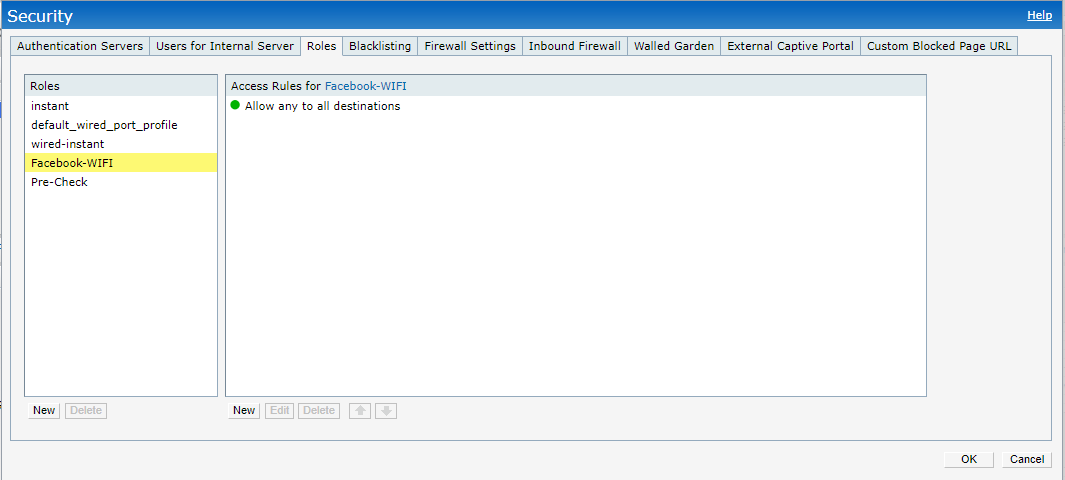 Security Help
Authentication Servers Users for Internal Server Roles Blacklisting Firewall Settings Inbound Firewall Walled Garden External Captive Portal Custom Blocked Page URL
Roles
instant
default_wired_port_profile
wired-instant
Facebook-WIFI
Pre-Check
New Delete
Access Rules for Facebook-WIFI
Allow any to all destinations
New Edit Delete
OK Cancel